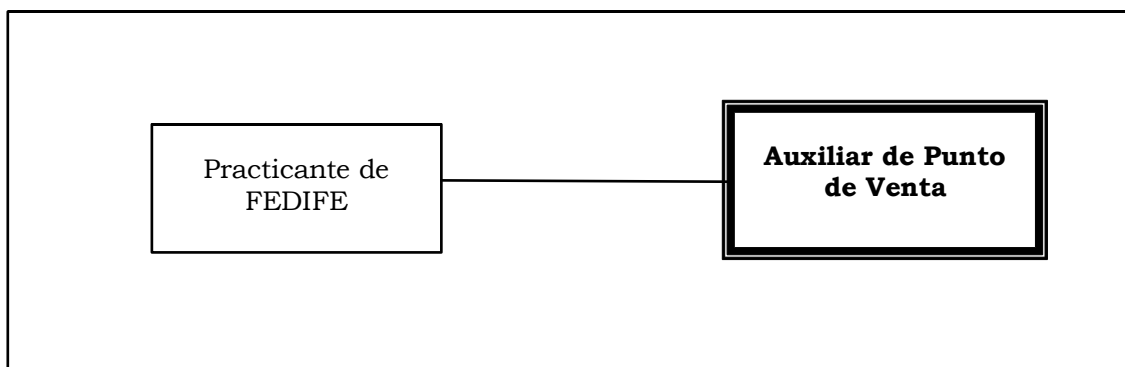 Practicante de
FEDIFE
Auxiliar de Punto
de Venta